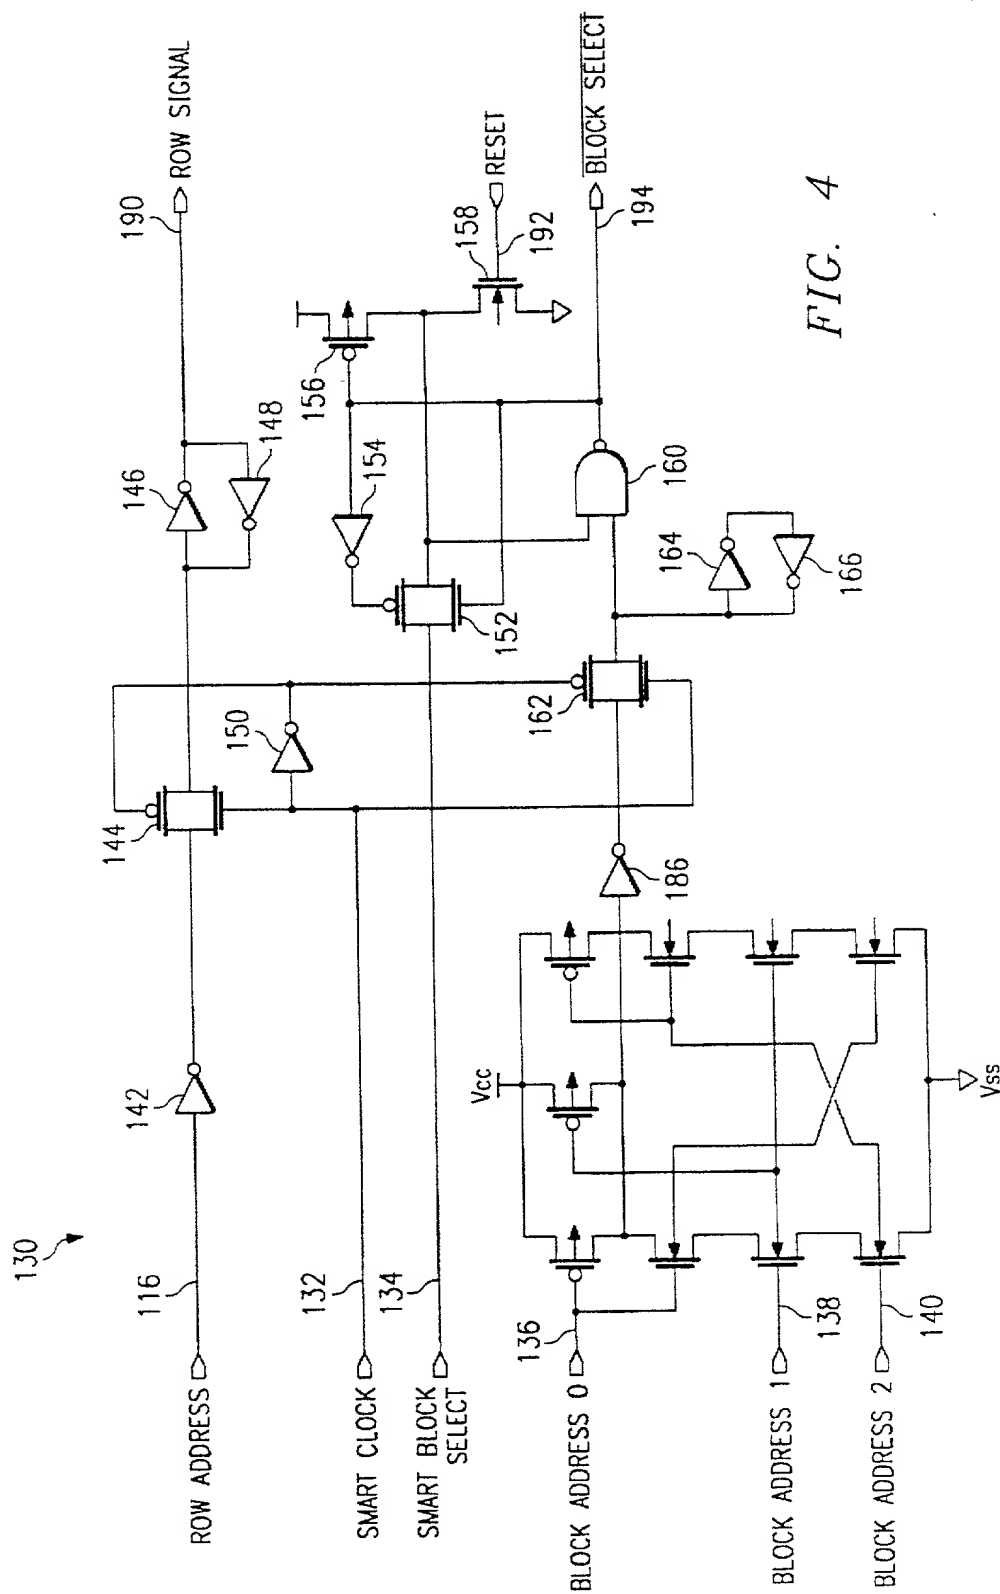 130
ROW ADDRESS
116
142
144
146
148
190
ROW SIGNAL
SMART CLOCK
132
150
SMART BLOCK
SELECT
134
152
154
156
158
192
RESET
BLOCK ADDRESS 0
136
Vcc
186
162
160
164
166
194
BLOCK SELECT
BLOCK ADDRESS 1
138
BLOCK ADDRESS 2
140
Vss
FIG. 4